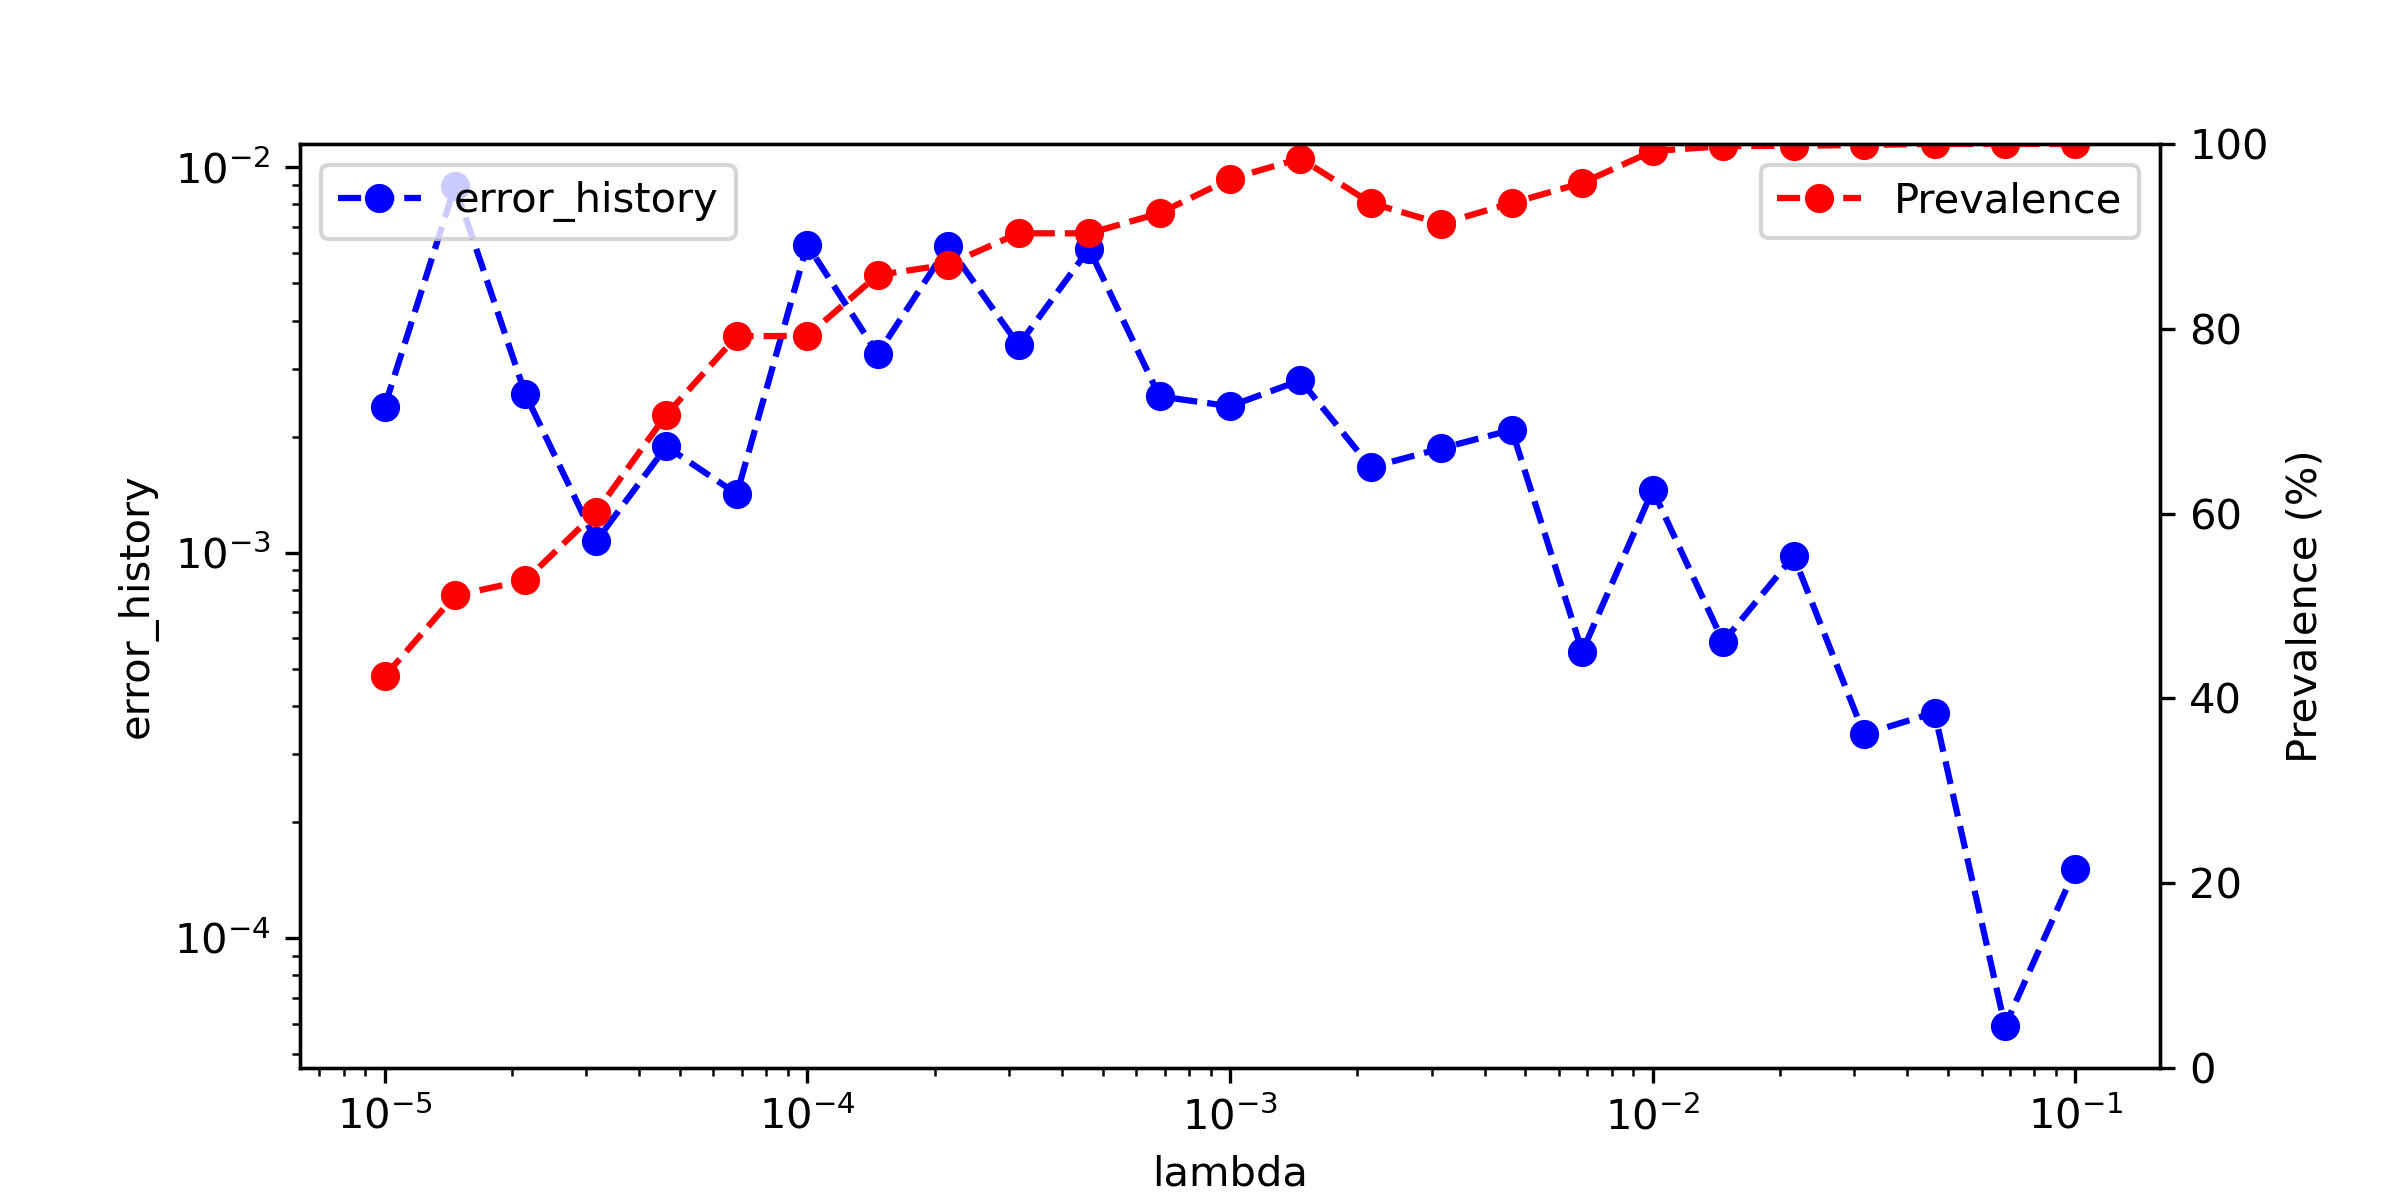 error_history
Prevalence
10⁻²
10⁻³
10⁻⁴
error_history
100
80
60
40
20
0
Prevalence (%)
10⁻⁵
10⁻⁴
10⁻³
10⁻²
10⁻¹
lambda